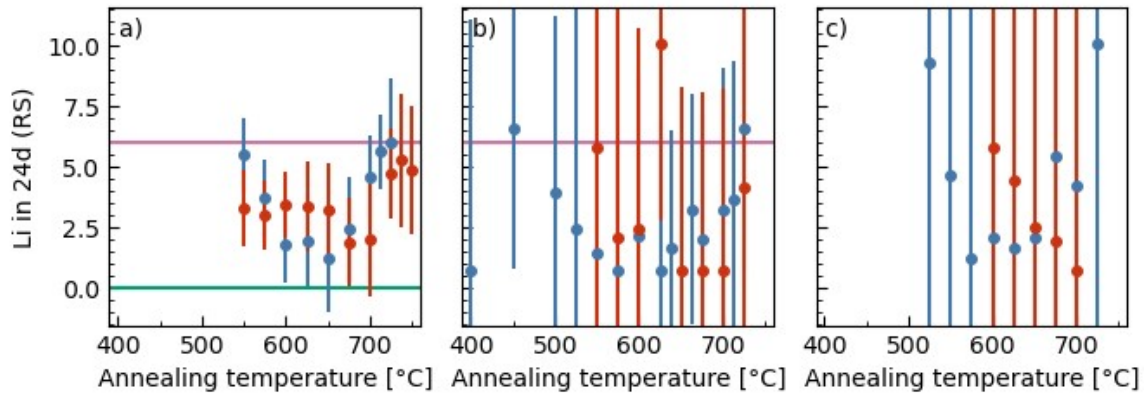 a)
b)
c)
Li in 24d (RS)
10.0
7.5
5.0
2.5
0.0
400 500 600 700
400 500 600 700
400 500 600 700
Annealing temperature [°C]
Annealing temperature [°C]
Annealing temperature [°C]